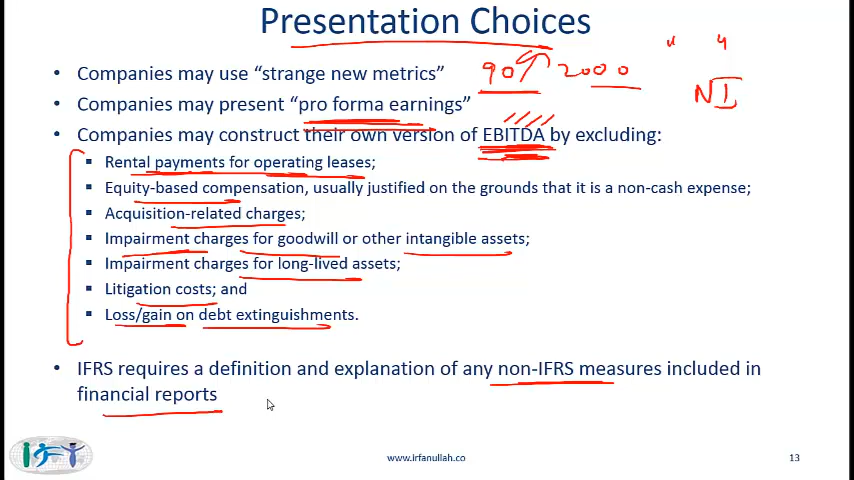 Presentation Choices
• Companies may use “strange new metrics” 90% 2000
NI
• Companies may present “pro forma earnings”
• Companies may construct their own version of EBITDA by excluding:
▪ Rental payments for operating leases;
▪ Equity-based compensation, usually justified on the grounds that it is a non-cash expense;
▪ Acquisition-related charges;
▪ Impairment charges for goodwill or other intangible assets;
▪ Impairment charges for long-lived assets;
▪ Litigation costs; and
▪ Loss/gain on debt extinguishments.
• IFRS requires a definition and explanation of any non-IFRS measures included in
financial reports
www.irfanullah.co
13